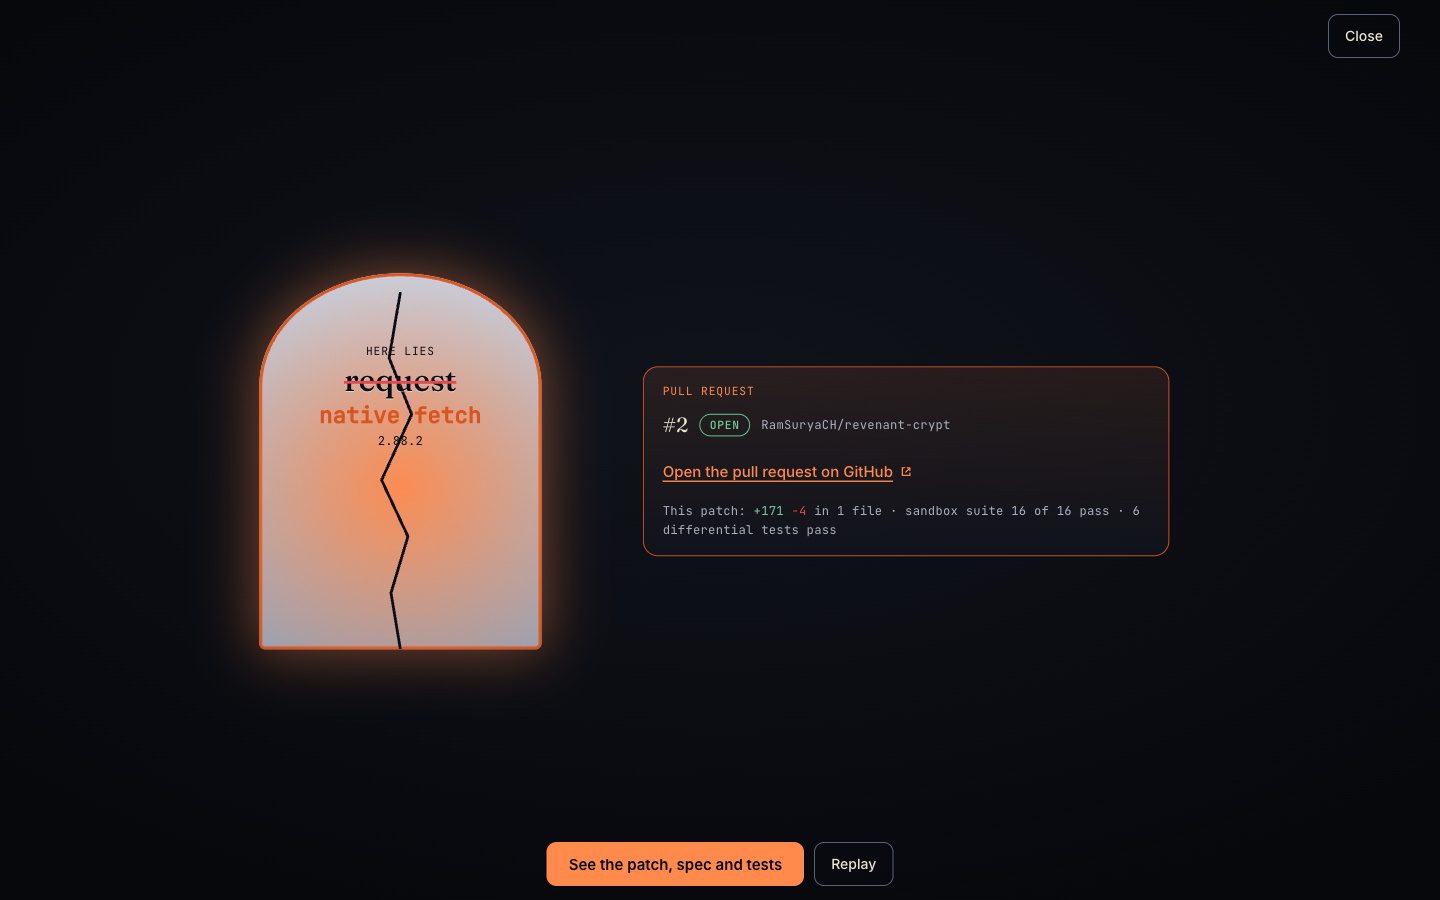 Close
HERE LIES
request
native fetch
2.88.2
PULL REQUEST
#2 OPEN RamSuryaCH/revenant-crypt
Open the pull request on GitHub
This patch: +171 -4 in 1 file · sandbox suite 16 of 16 pass · 6
differential tests pass
See the patch, spec and tests
Replay